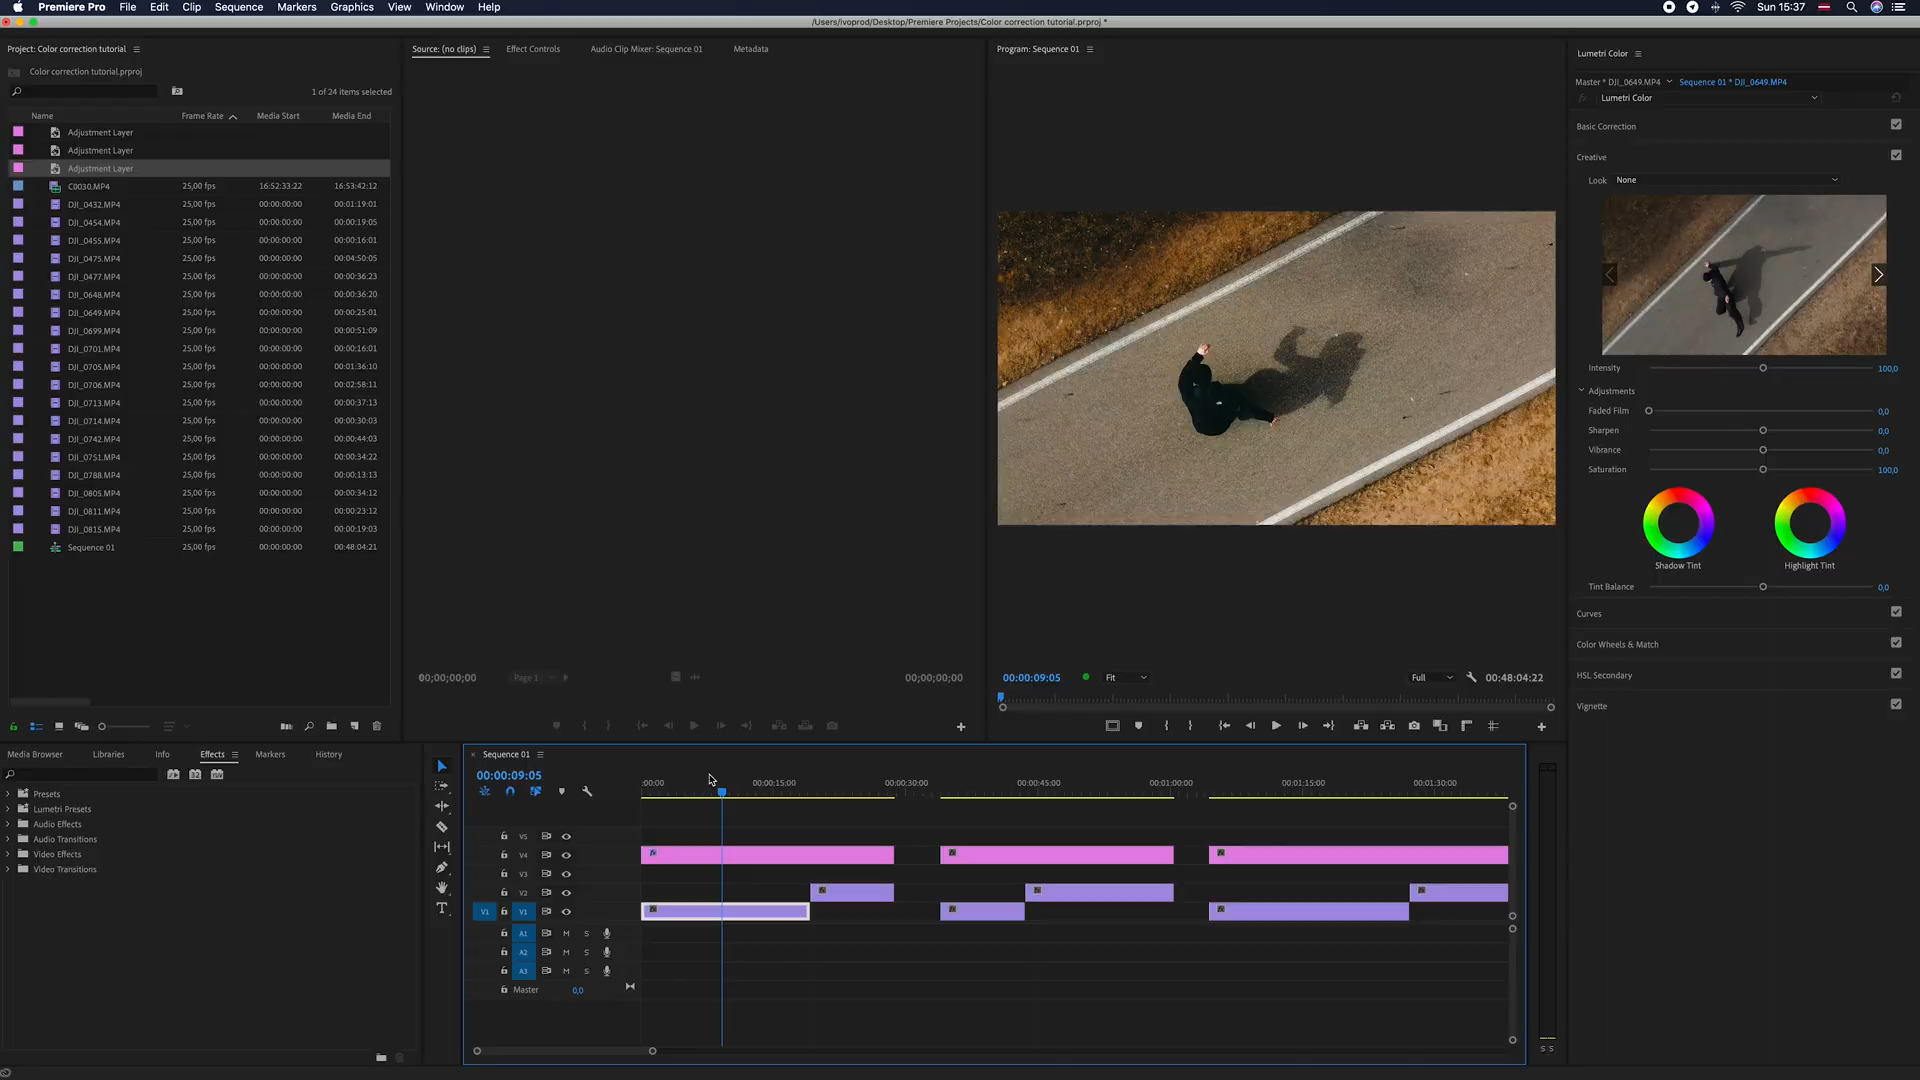 Premiere Pro File Edit Clip Sequence Markers Graphics View Window Help
Sun 15:37
/Users/ivoprod/Desktop/Premiere Projects/Color correction tutorial.prproj *
Project: Color correction tutorial
Color correction tutorial.prproj
1 of 24 items selected
Name Frame Rate Media Start Media End
Adjustment Layer
Adjustment Layer
Adjustment Layer
C0030.MP4 25,00 fps 16:52:33:22 16:53:42:12
DJI_0432.MP4 25,00 fps 00:00:00:00 00:01:19:01
DJI_0454.MP4 25,00 fps 00:00:00:00 00:00:19:05
DJI_0455.MP4 25,00 fps 00:00:00:00 00:00:16:01
DJI_0475.MP4 25,00 fps 00:00:00:00 00:04:50:05
DJI_0477.MP4 25,00 fps 00:00:00:00 00:00:36:23
DJI_0648.MP4 25,00 fps 00:00:00:00 00:00:36:20
DJI_0649.MP4 25,00 fps 00:00:00:00 00:00:25:01
DJI_0699.MP4 25,00 fps 00:00:00:00 00:00:51:09
DJI_0701.MP4 25,00 fps 00:00:00:00 00:00:16:01
DJI_0705.MP4 25,00 fps 00:00:00:00 00:01:36:10
DJI_0706.MP4 25,00 fps 00:00:00:00 00:02:58:11
DJI_0713.MP4 25,00 fps 00:00:00:00 00:00:37:13
DJI_0714.MP4 25,00 fps 00:00:00:00 00:00:30:03
DJI_0742.MP4 25,00 fps 00:00:00:00 00:00:44:03
DJI_0751.MP4 25,00 fps 00:00:00:00 00:00:34:22
DJI_0788.MP4 25,00 fps 00:00:00:00 00:00:13:13
DJI_0805.MP4 25,00 fps 00:00:00:00 00:00:34:12
DJI_0811.MP4 25,00 fps 00:00:00:00 00:00:23:12
DJI_0815.MP4 25,00 fps 00:00:00:00 00:00:19:03
Sequence 01 25,00 fps 00:00:00:00 00:48:04:21
Source: (no clips) Effect Controls Audio Clip Mixer: Sequence 01 Metadata
00;00;00;00 Page 1 00;00;00;00
Program: Sequence 01
00:00:09:05 Fit Full 00:48:04:22
Lumetri Color
Master * DJI_0649.MP4 Sequence 01 * DJI_0649.MP4
fx Lumetri Color
Basic Correction
Creative
Look None
Intensity 100,0
Adjustments
Faded Film 0,0
Sharpen 0,0
Vibrance 0,0
Saturation 100,0
Shadow Tint Highlight Tint
Tint Balance 0,0
Curves
Color Wheels & Match
HSL Secondary
Vignette
Media Browser Libraries Info Effects Markers History
Presets
Lumetri Presets
Audio Effects
Audio Transitions
Video Effects
Video Transitions
× Sequence 01
00:00:09:05
:00:00 00:00:15:00 00:00:30:00 00:00:45:00 00:01:00:00 00:01:15:00 00:01:30:00
V5
V4
V3
V2
V1 V1
A1 M S
A2 M S
A3 M S
Master 0,0
S S